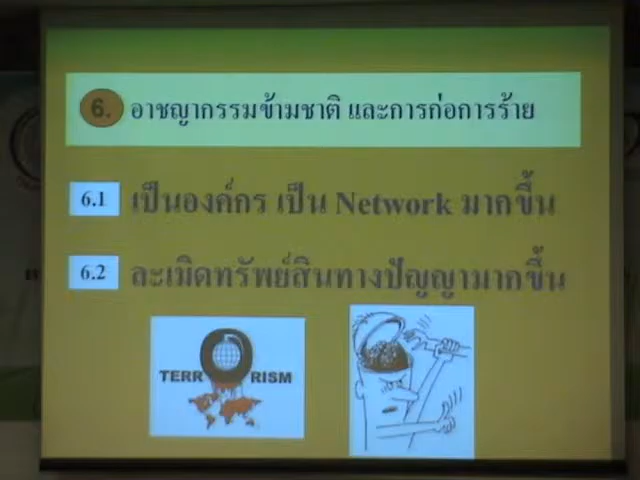 6. อาชญากรรมข้ามชาติ และการก่อการร้าย
6.1 เป็นองค์กร เป็น Network มากขึ้น
6.2 ละเมิดทรัพย์สินทางปัญญามากขึ้น
TERRORISM